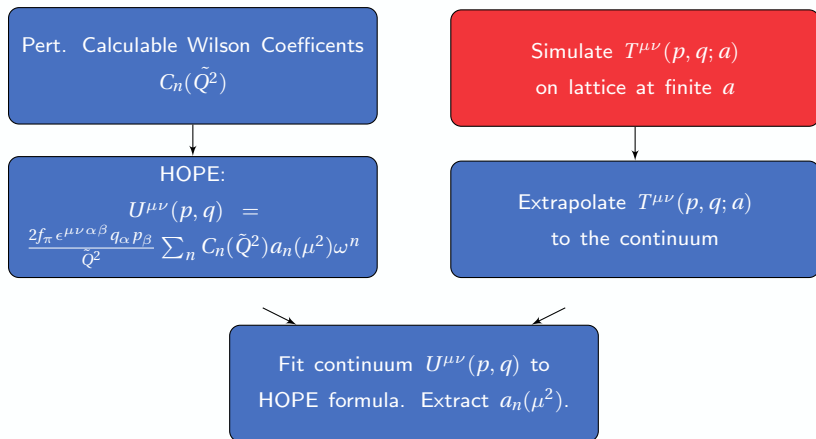 Pert. Calculable Wilson Coefficents
$C_n(\tilde{Q}^2)$
Simulate $T^{\mu\nu}(p, q; a)$
on lattice at finite $a$
HOPE:
$U^{\mu\nu}(p, q) =$
$\frac{2 f_\pi \epsilon^{\mu\nu\alpha\beta} q_\alpha p_\beta}{\tilde{Q}^2} \sum_n C_n(\tilde{Q}^2) a_n(\mu^2) \omega^n$
Extrapolate $T^{\mu\nu}(p, q; a)$
to the continuum
Fit continuum $U^{\mu\nu}(p, q)$ to
HOPE formula. Extract $a_n(\mu^2)$.